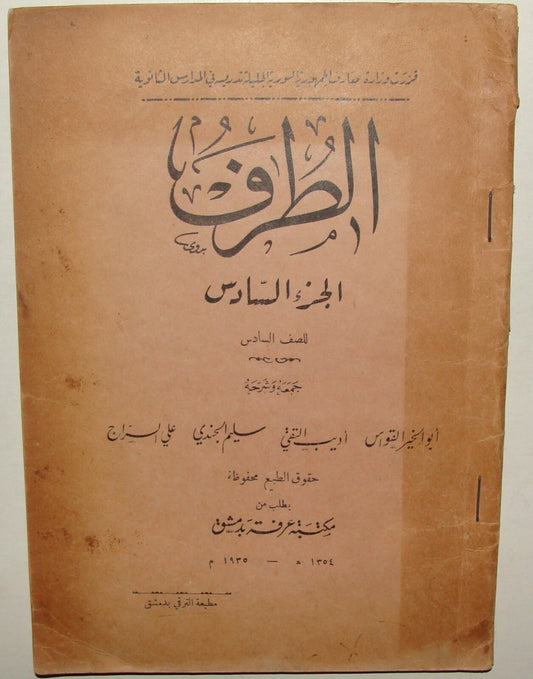 قررت وزارة معارف الجمهورية السورية الجليلة تدريسه في المدارس الثانوية
الطرف
بدوي
الجزء السادس
للصف السادس
جمعه وشرحه
أبو الخير القواس أديب التقي سليم الجندي علي السراج
حقوق الطبع محفوظة
يطلب من
مكتبة عرفة بدمشق
١٣٥٤ هـ — ١٩٣٥ م
مطبعة الترقي بدمشق